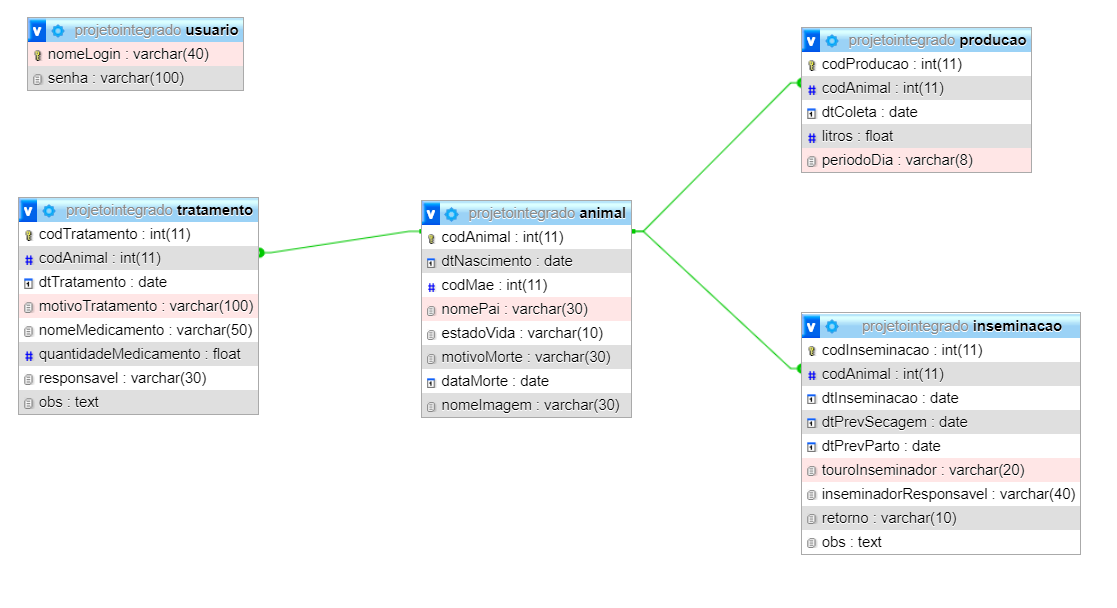 projetointegrado usuario
nomeLogin : varchar(40)
senha : varchar(100)
projetointegrado tratamento
codTratamento : int(11)
codAnimal : int(11)
dtTratamento : date
motivoTratamento : varchar(100)
nomeMedicamento : varchar(50)
quantidadeMedicamento : float
responsavel : varchar(30)
obs : text
projetointegrado animal
codAnimal : int(11)
dtNascimento : date
codMae : int(11)
nomePai : varchar(30)
estadoVida : varchar(10)
motivoMorte : varchar(30)
dataMorte : date
nomeImagem : varchar(30)
projetointegrado producao
codProducao : int(11)
codAnimal : int(11)
dtColeta : date
litros : float
periodoDia : varchar(8)
projetointegrado inseminacao
codInseminacao : int(11)
codAnimal : int(11)
dtInseminacao : date
dtPrevSecagem : date
dtPrevParto : date
touroInseminador : varchar(20)
inseminadorResponsavel : varchar(40)
retorno : varchar(10)
obs : text